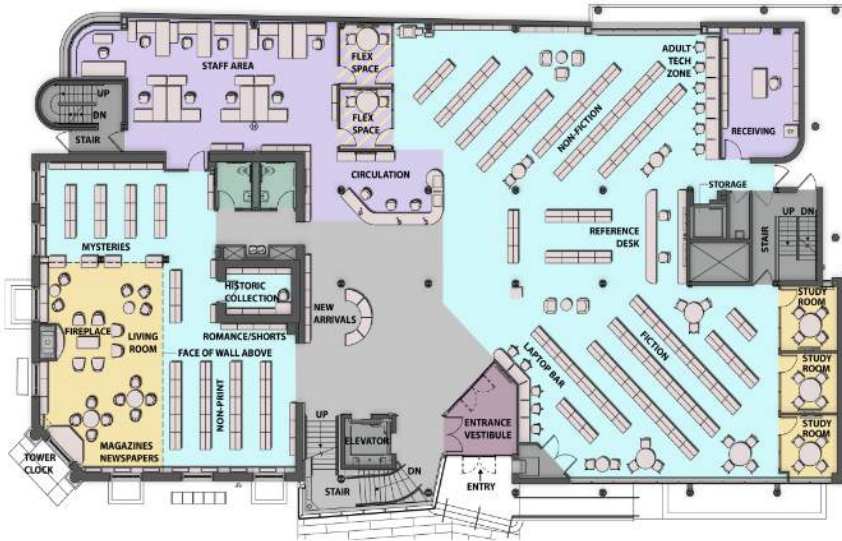 STAFF AREA
UP
DN
STAIR
FLEX
SPACE
FLEX
SPACE
ADULT
TECH
ZONE
NON-FICTION
RECEIVING
CIRCULATION
STORAGE
MYSTERIES
REFERENCE
DESK
UP
DN
STAIR
HISTORIC
COLLECTION
NEW
ARRIVALS
FIREPLACE
LIVING
ROOM
ROMANCE/SHORTS
FACE OF WALL ABOVE
NON-PRINT
MAGAZINES
NEWSPAPERS
TOWER
CLOCK
UP
ELEVATOR
DN
STAIR
ENTRANCE
VESTIBULE
ENTRY
LAPTOP BAR
FICTION
STUDY
ROOM
STUDY
ROOM
STUDY
ROOM